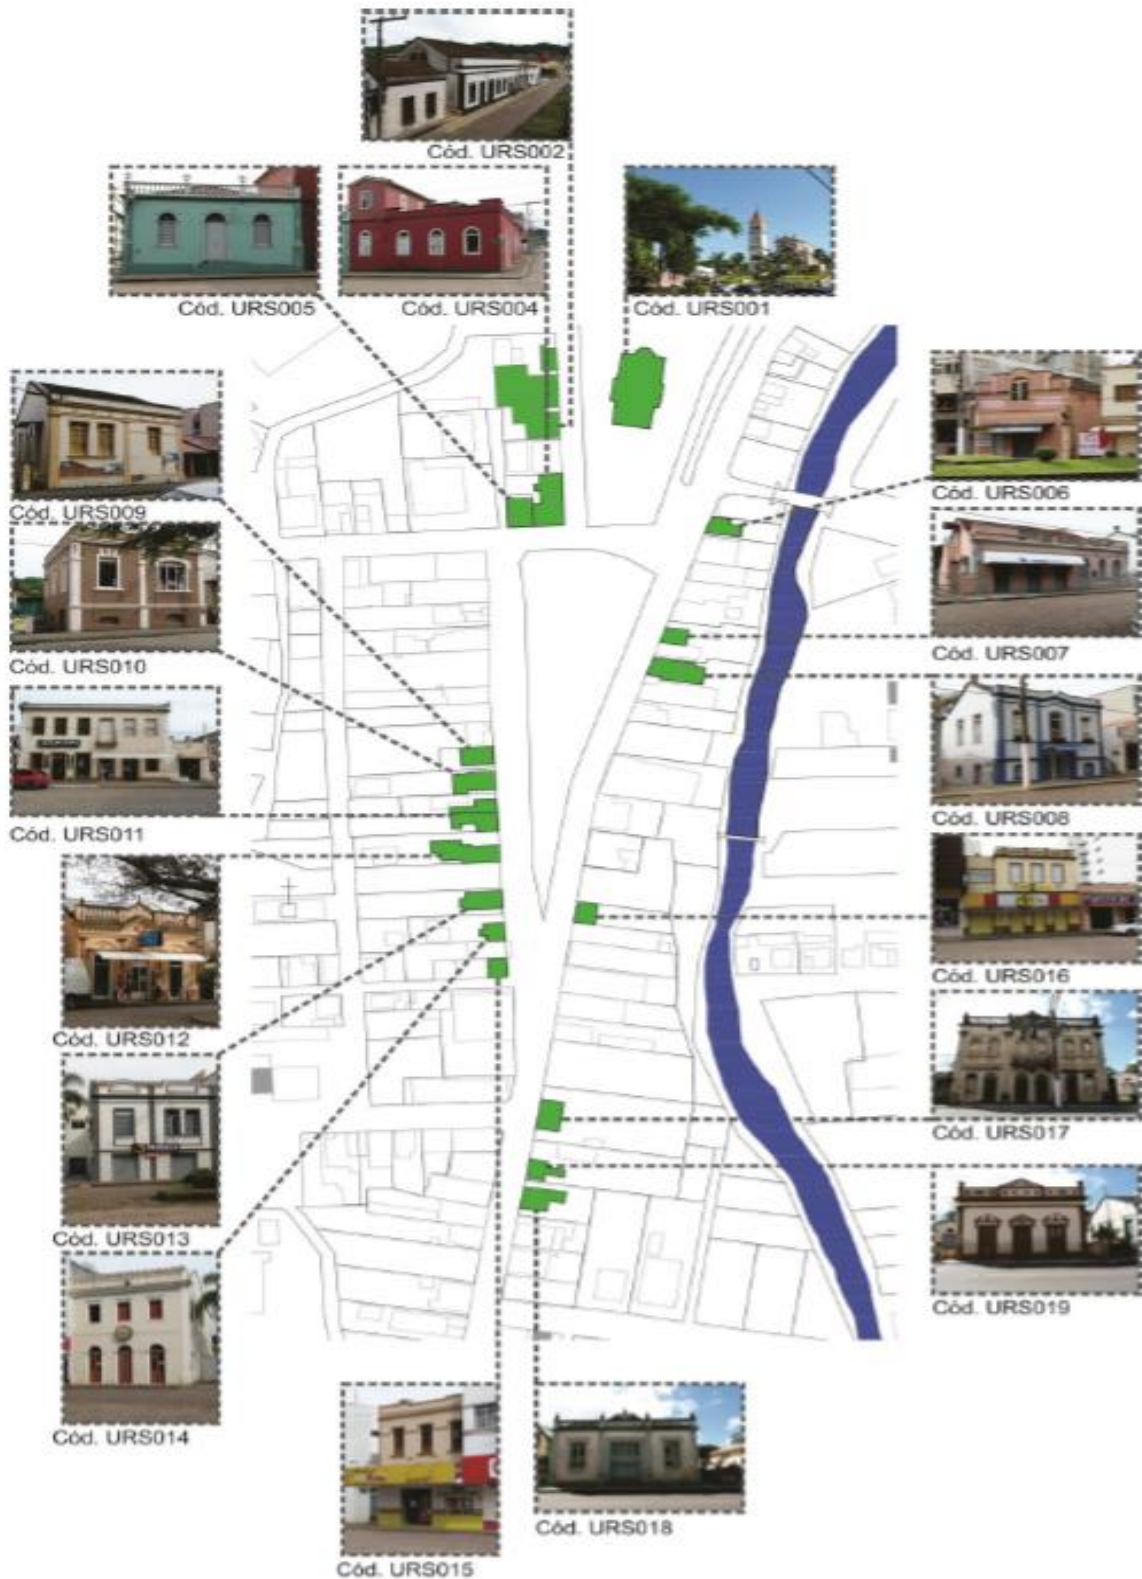 Cód. URS002
Cód. URS005
Cód. URS004
Cód. URS001
Cód. URS009
Cód. URS006
Cód. URS010
Cód. URS007
Cód. URS011
Cód. URS008
Cód. URS012
Cód. URS016
Cód. URS013
Cód. URS017
Cód. URS014
Cód. URS019
Cód. URS015
Cód. URS018